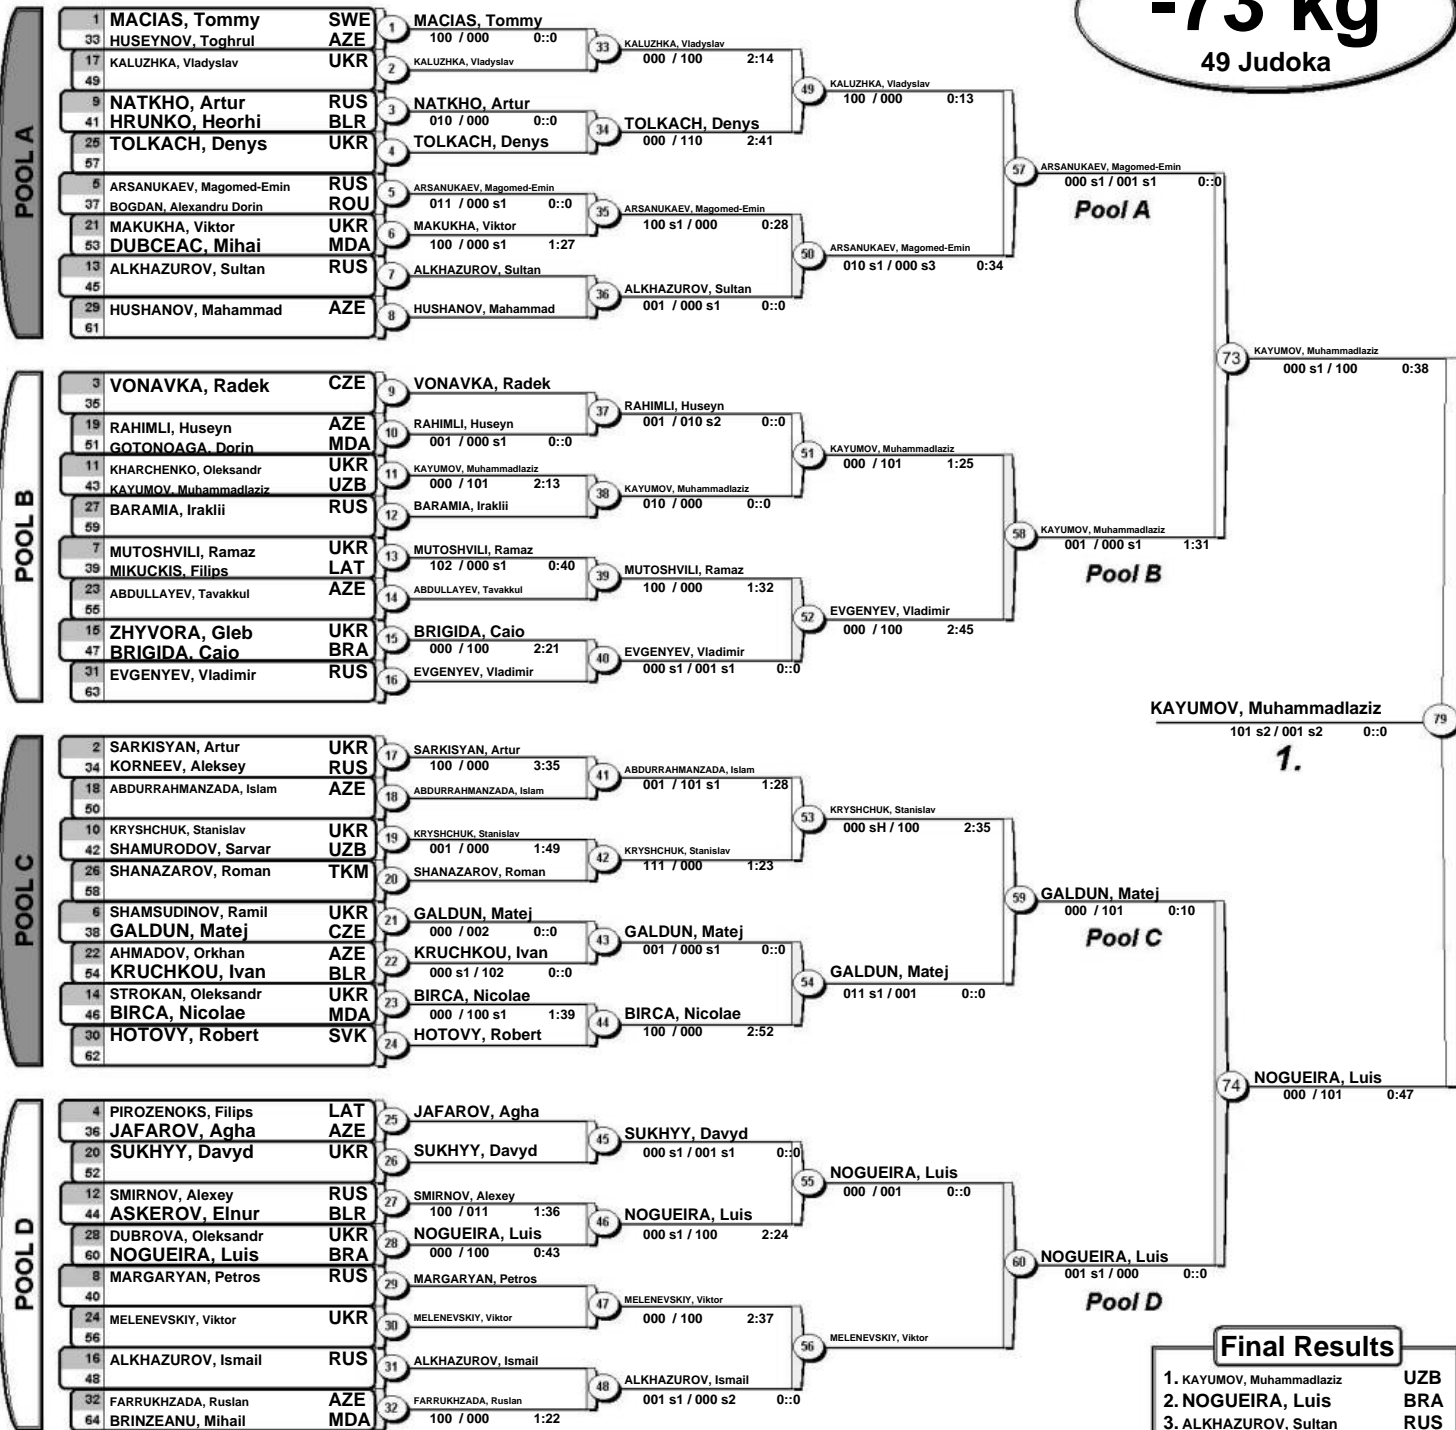 -73 kg
49 Judoka
POOL A
1 MACIAS, Tommy SWE
33 HUSEYNOV, Toghrul AZE
17 KALUZHKA, Vladyslav UKR
49
9 NATKHO, Artur RUS
41 HRUNKO, Heorhi BLR
25 TOLKACH, Denys UKR
57
5 ARSANUKAEV, Magomed-Emin RUS
37 BOGDAN, Alexandru Dorin ROU
21 MAKUKHA, Viktor UKR
53 DUBCEAC, Mihai MDA
13 ALKHAZUROV, Sultan RUS
45
29 HUSHANOV, Mahammad AZE
61
1 MACIAS, Tommy
100 / 000 0::0
2 KALUZHKA, Vladyslav
3 NATKHO, Artur
010 / 000 0::0
4 TOLKACH, Denys
5 ARSANUKAEV, Magomed-Emin
011 / 000 s1 0::0
6 MAKUKHA, Viktor
100 / 000 s1 1:27
7 ALKHAZUROV, Sultan
8 HUSHANOV, Mahammad
33 KALUZHKA, Vladyslav
000 / 100 2:14
34 TOLKACH, Denys
000 / 110 2:41
35 ARSANUKAEV, Magomed-Emin
100 s1 / 000 0:28
36 ALKHAZUROV, Sultan
001 / 000 s1 0::0
49 KALUZHKA, Vladyslav
100 / 000 0:13
50 ARSANUKAEV, Magomed-Emin
010 s1 / 000 s3 0:34
57 ARSANUKAEV, Magomed-Emin
000 s1 / 001 s1 0::0
Pool A
POOL B
3 VONAVKA, Radek CZE
35
19 RAHIMLI, Huseyn AZE
51 GOTONOAGA, Dorin MDA
11 KHARCHENKO, Oleksandr UKR
43 KAYUMOV, Muhammadlaziz UZB
27 BARAMIA, Iraklii RUS
59
7 MUTOSHVILI, Ramaz UKR
39 MIKUCKIS, Filips LAT
23 ABDULLAYEV, Tavakkul AZE
55
15 ZHYVORA, Gleb UKR
47 BRIGIDA, Caio BRA
31 EVGENYEV, Vladimir RUS
63
9 VONAVKA, Radek
10 RAHIMLI, Huseyn
001 / 000 s1 0::0
11 KAYUMOV, Muhammadlaziz
000 / 101 2:13
12 BARAMIA, Iraklii
13 MUTOSHVILI, Ramaz
102 / 000 s1 0:40
14 ABDULLAYEV, Tavakkul
15 BRIGIDA, Caio
000 / 100 2:21
16 EVGENYEV, Vladimir
37 RAHIMLI, Huseyn
001 / 010 s2 0::0
38 KAYUMOV, Muhammadlaziz
010 / 000 0::0
39 MUTOSHVILI, Ramaz
100 / 000 1:32
40 EVGENYEV, Vladimir
000 s1 / 001 s1 0::0
51 KAYUMOV, Muhammadlaziz
000 / 101 1:25
52 EVGENYEV, Vladimir
000 / 100 2:45
58 KAYUMOV, Muhammadlaziz
001 / 000 s1 1:31
Pool B
73 KAYUMOV, Muhammadlaziz
000 s1 / 100 0:38
KAYUMOV, Muhammadlaziz 79
101 s2 / 001 s2 0::0
1.
POOL C
2 SARKISYAN, Artur UKR
34 KORNEEV, Aleksey RUS
18 ABDURRAHMANZADA, Islam AZE
50
10 KRYSHCHUK, Stanislav UKR
42 SHAMURODOV, Sarvar UZB
26 SHANAZAROV, Roman TKM
58
6 SHAMSUDINOV, Ramil UKR
38 GALDUN, Matej CZE
22 AHMADOV, Orkhan AZE
54 KRUCHKOU, Ivan BLR
14 STROKAN, Oleksandr UKR
46 BIRCA, Nicolae MDA
30 HOTOVY, Robert SVK
62
17 SARKISYAN, Artur
100 / 000 3:35
18 ABDURRAHMANZADA, Islam
19 KRYSHCHUK, Stanislav
001 / 000 1:49
20 SHANAZAROV, Roman
21 GALDUN, Matej
000 / 002 0::0
22 KRUCHKOU, Ivan
000 s1 / 102 0::0
23 BIRCA, Nicolae
000 / 100 s1 1:39
24 HOTOVY, Robert
41 ABDURRAHMANZADA, Islam
001 / 101 s1 1:28
42 KRYSHCHUK, Stanislav
111 / 000 1:23
43 GALDUN, Matej
001 / 000 s1 0::0
44 BIRCA, Nicolae
100 / 000 2:52
53 KRYSHCHUK, Stanislav
000 sH / 100 2:35
54 GALDUN, Matej
011 s1 / 001 0::0
59 GALDUN, Matej
000 / 101 0:10
Pool C
POOL D
4 PIROZENOKS, Filips LAT
36 JAFAROV, Agha AZE
20 SUKHYY, Davyd UKR
52
12 SMIRNOV, Alexey RUS
44 ASKEROV, Elnur BLR
28 DUBROVA, Oleksandr UKR
60 NOGUEIRA, Luis BRA
8 MARGARYAN, Petros RUS
40
24 MELENEVSKIY, Viktor UKR
56
16 ALKHAZUROV, Ismail RUS
48
32 FARRUKHZADA, Ruslan AZE
64 BRINZEANU, Mihail MDA
25 JAFAROV, Agha
26 SUKHYY, Davyd
27 SMIRNOV, Alexey
100 / 011 1:36
28 NOGUEIRA, Luis
000 / 100 0:43
29 MARGARYAN, Petros
30 MELENEVSKIY, Viktor
31 ALKHAZUROV, Ismail
32 FARRUKHZADA, Ruslan
100 / 000 1:22
45 SUKHYY, Davyd
000 s1 / 001 s1 0::0
46 NOGUEIRA, Luis
000 s1 / 100 2:24
47 MELENEVSKIY, Viktor
000 / 100 2:37
48 ALKHAZUROV, Ismail
001 s1 / 000 s2 0::0
55 NOGUEIRA, Luis
000 / 001 0::0
56 MELENEVSKIY, Viktor
60 NOGUEIRA, Luis
001 s1 / 000 0::0
Pool D
74 NOGUEIRA, Luis
000 / 101 0:47
Final Results
1. KAYUMOV, Muhammadlaziz UZB
2. NOGUEIRA, Luis BRA
3. ALKHAZUROV, Sultan RUS